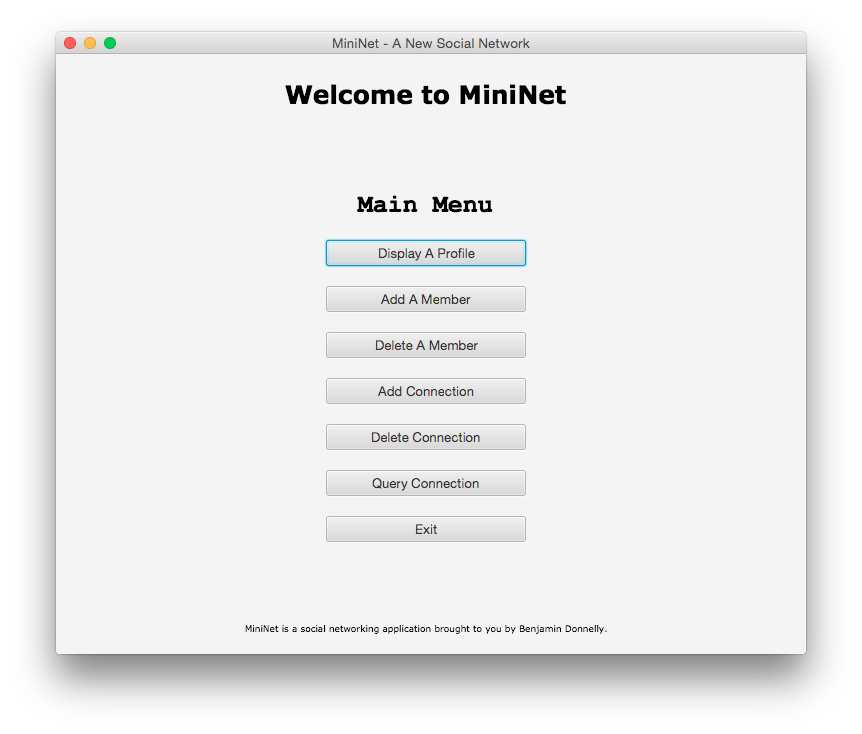 MiniNet - A New Social Network
Welcome to MiniNet
Main Menu
Display A Profile
Add A Member
Delete A Member
Add Connection
Delete Connection
Query Connection
Exit
MiniNet is a social networking application brought to you by Benjamin Donnelly.